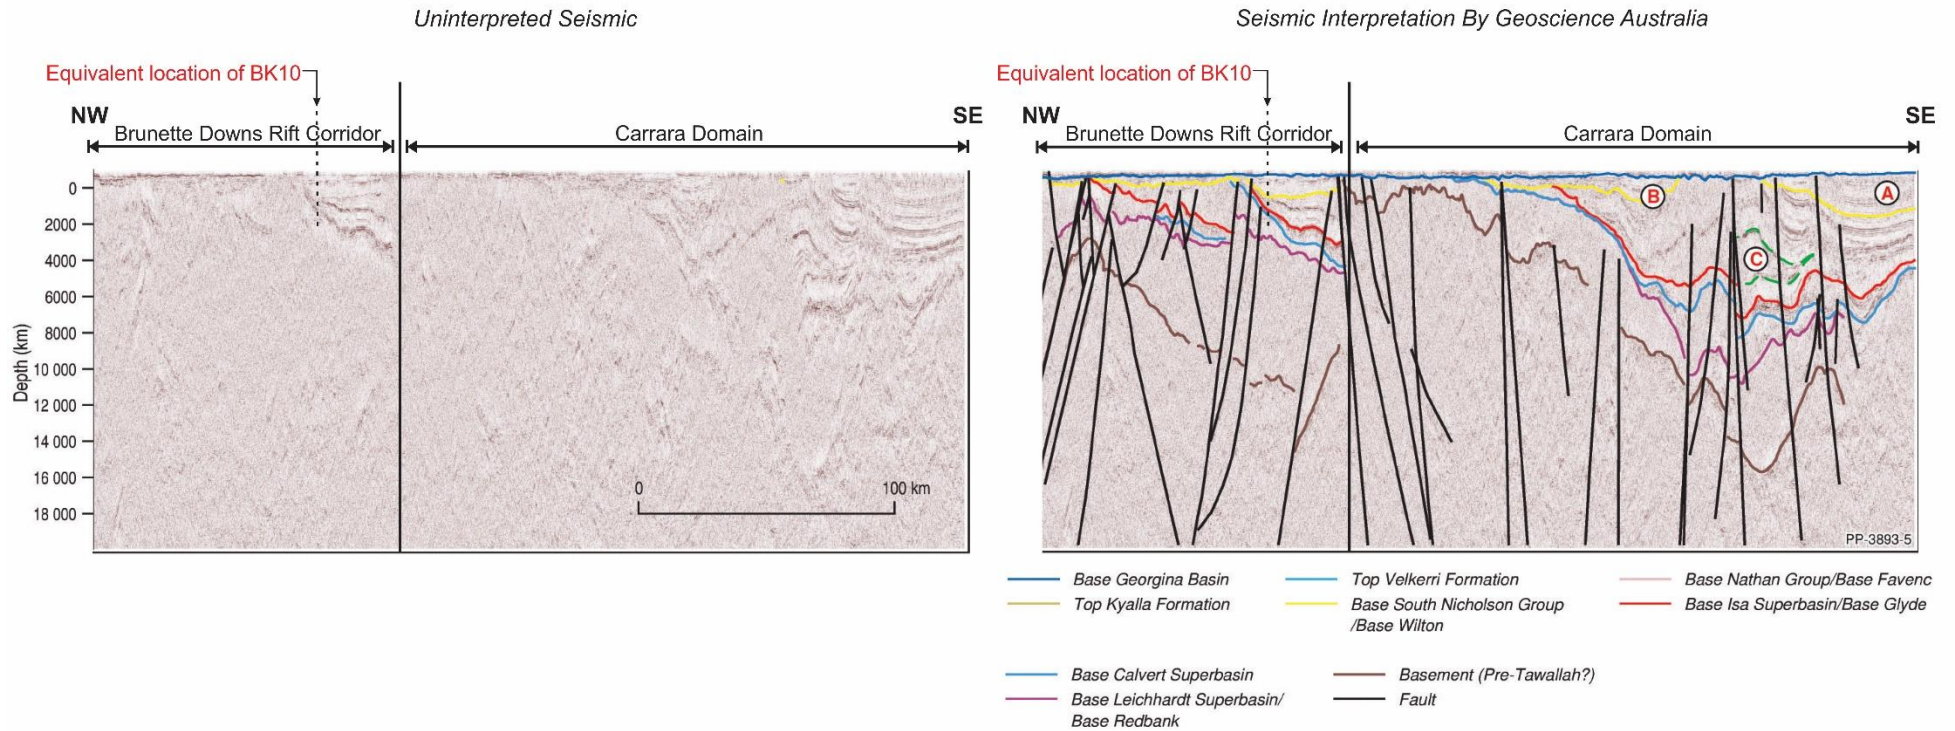 Uninterpreted Seismic
Equivalent location of BK10
NW
SE
Brunette Downs Rift Corridor
Carrara Domain
0
2000
4000
6000
8000
10 000
12 000
14 000
16 000
18 000
Depth (km)
0
100 km
Seismic Interpretation By Geoscience Australia
Equivalent location of BK10
NW
SE
Brunette Downs Rift Corridor
Carrara Domain
A
B
C
PP-3893-5
Base Georgina Basin
Top Kyalla Formation
Top Velkerri Formation
Base South Nicholson Group
/Base Wilton
Base Nathan Group/Base Favenc
Base Isa Superbasin/Base Glyde
Base Calvert Superbasin
Base Leichhardt Superbasin/
Base Redbank
Basement (Pre-Tawallah?)
Fault